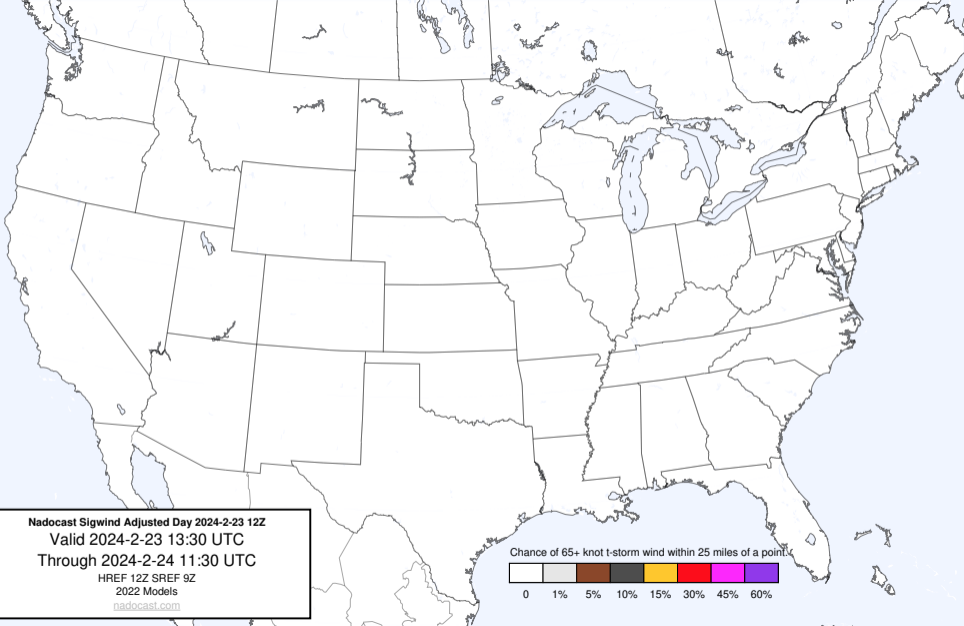 Nadocast Sigwind Adjusted Day 2024-2-23 12Z
Valid 2024-2-23 13:30 UTC
Through 2024-2-24 11:30 UTC
HREF 12Z SREF 9Z
2022 Models
nadocast.com
Chance of 65+ knot t-storm wind within 25 miles of a point.
0 1% 5% 10% 15% 30% 45% 60%